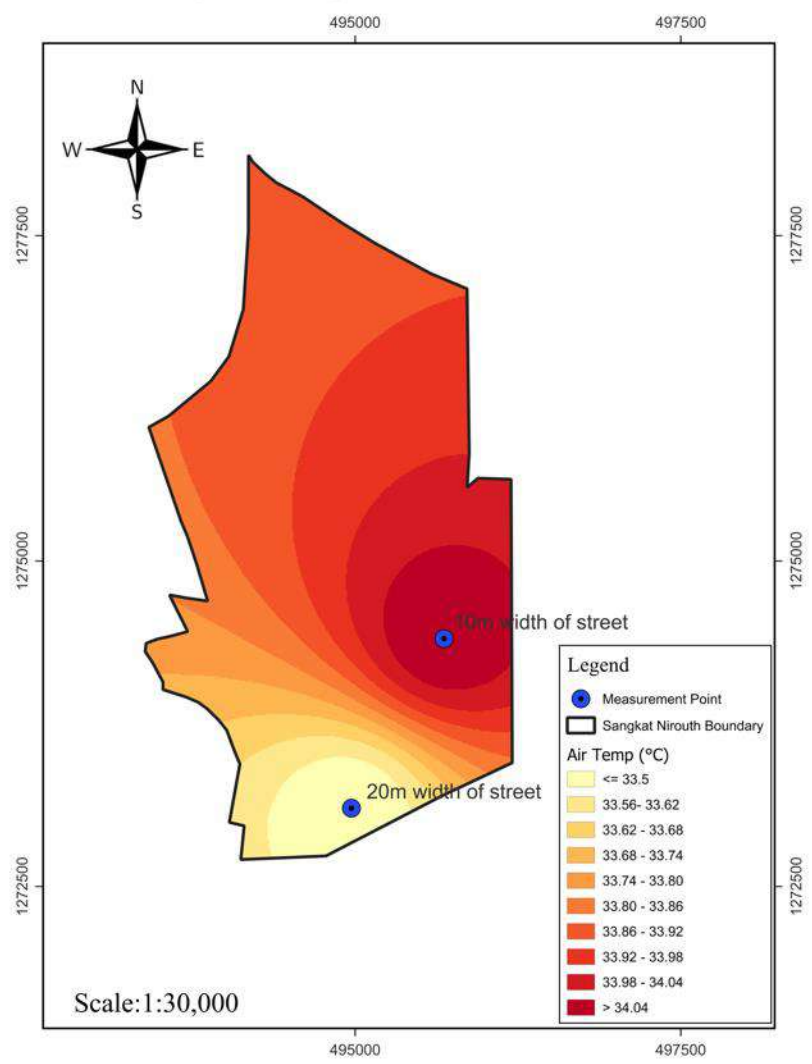 495000
497500
N
W
E
S
1277500
1277500
10m width of street
1275000
1275000
20m width of street
1272500
1272500
Legend
Measurement Point
Sangkat Nirouth Boundary
Air Temp (°C)
<= 33.5
33.56- 33.62
33.62 - 33.68
33.68 - 33.74
33.74 - 33.80
33.80 - 33.86
33.86 - 33.92
33.92 - 33.98
33.98 - 34.04
> 34.04
Scale:1:30,000
495000
497500